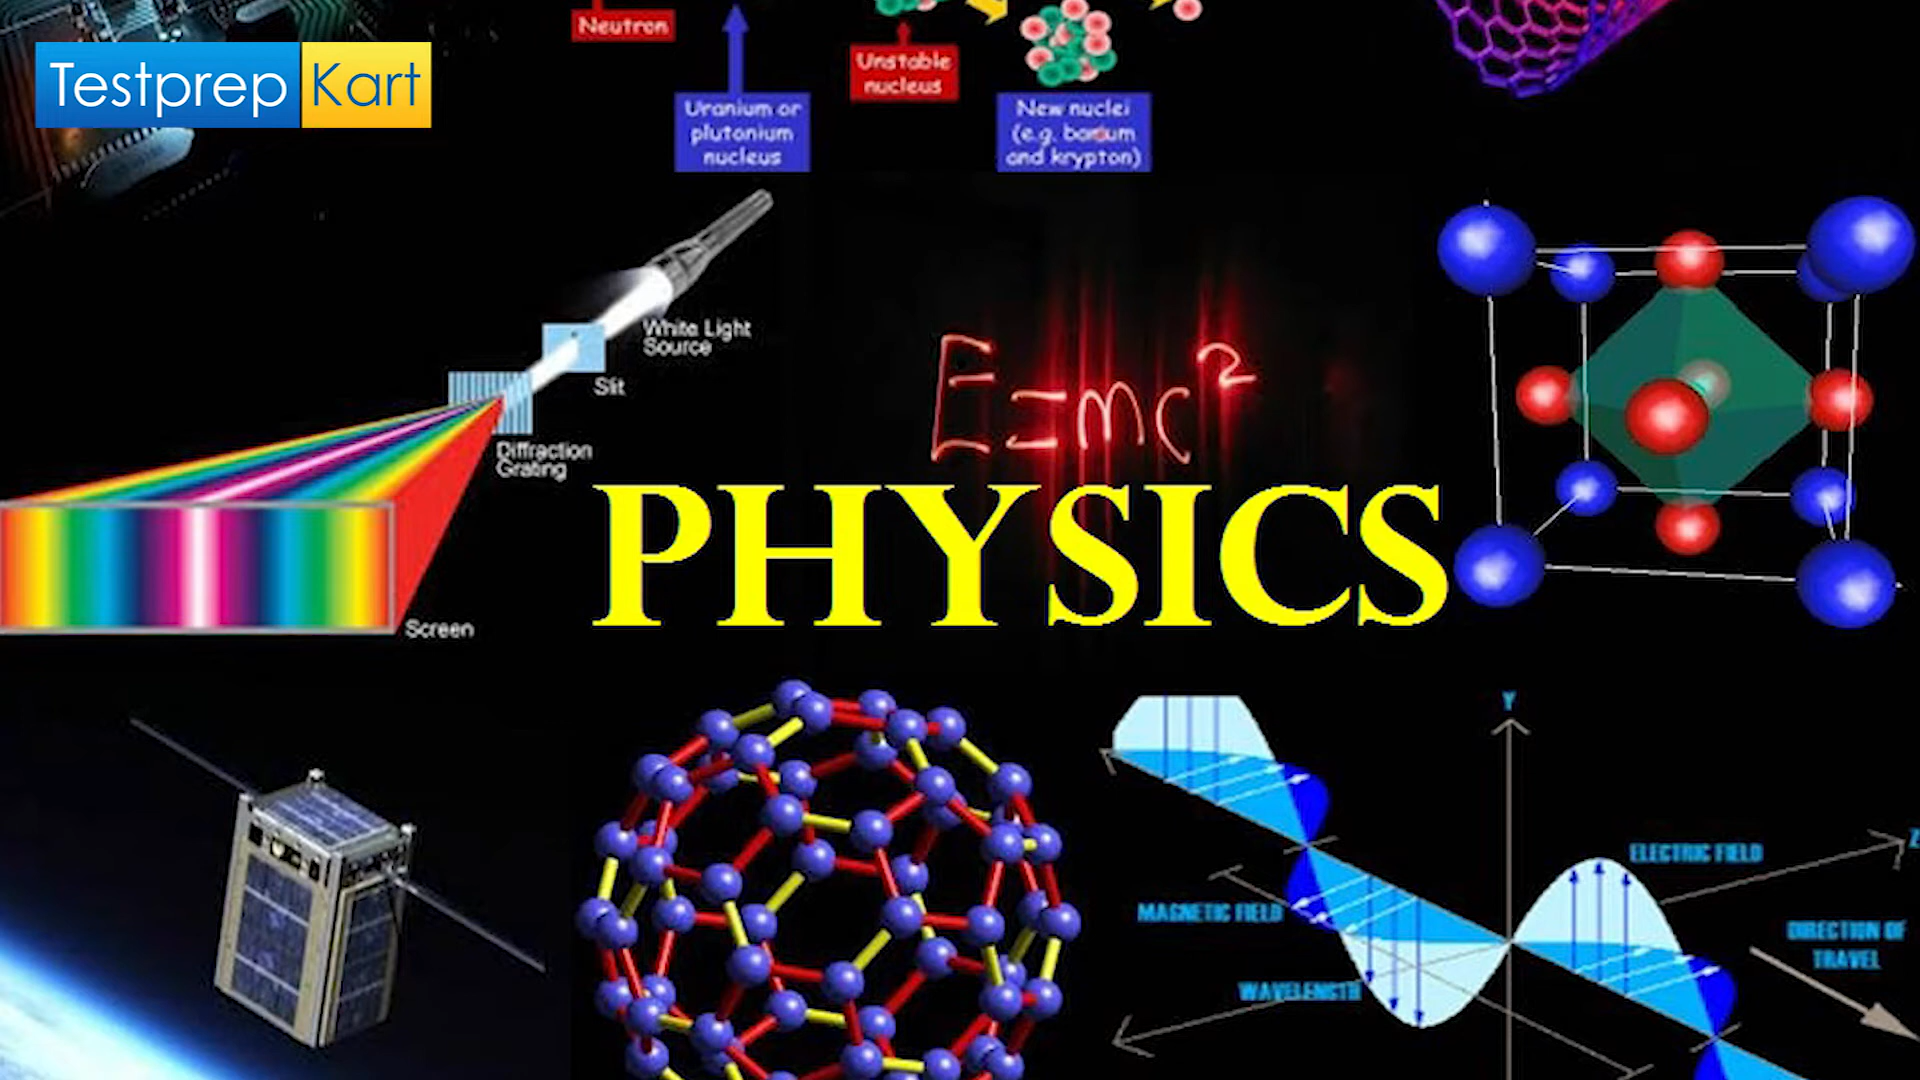 Testprep Kart
Neutron
Unstable
nucleus
Uranium or
plutonium
nucleus
New nuclei
(e.g. barium
and krypton)
White Light
Source
Slit
Diffraction
Grating
Screen
E=mc²
PHYSICS
Y
Z
ELECTRIC FIELD
MAGNETIC FIELD
DIRECTION OF
TRAVEL
WAVELENGTH